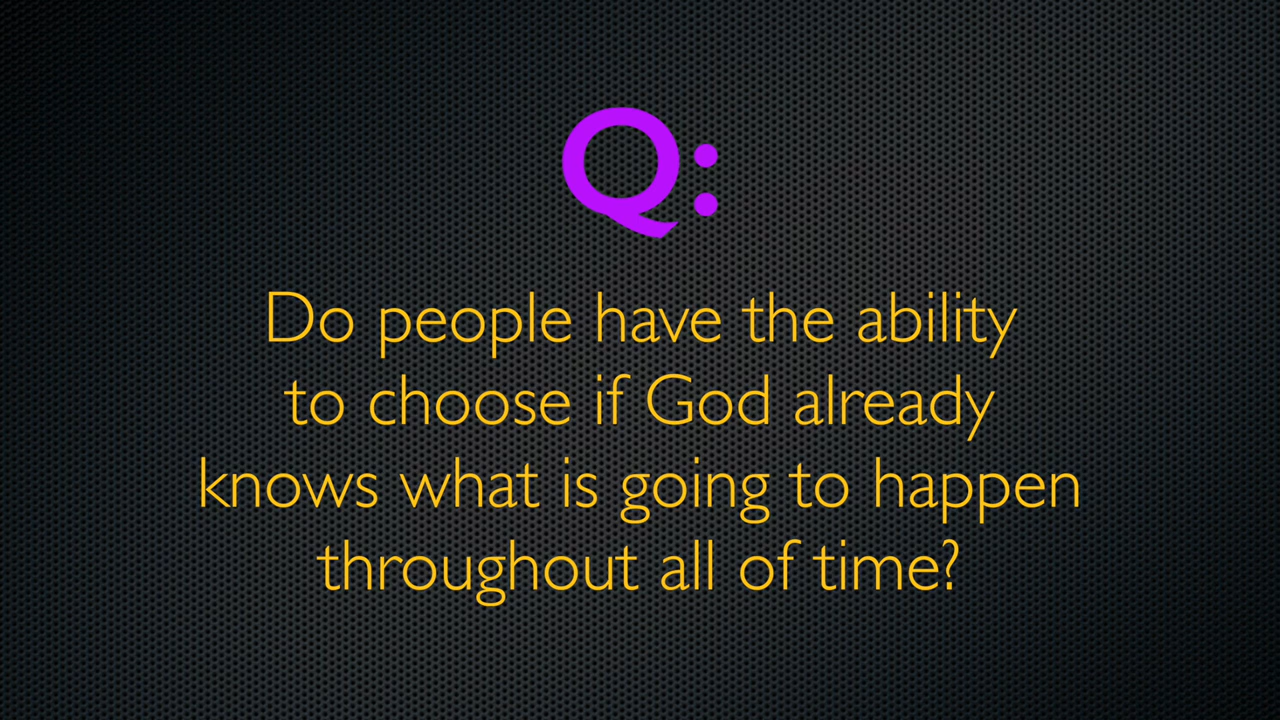 Q:
Do people have the ability
to choose if God already
knows what is going to happen
throughout all of time?